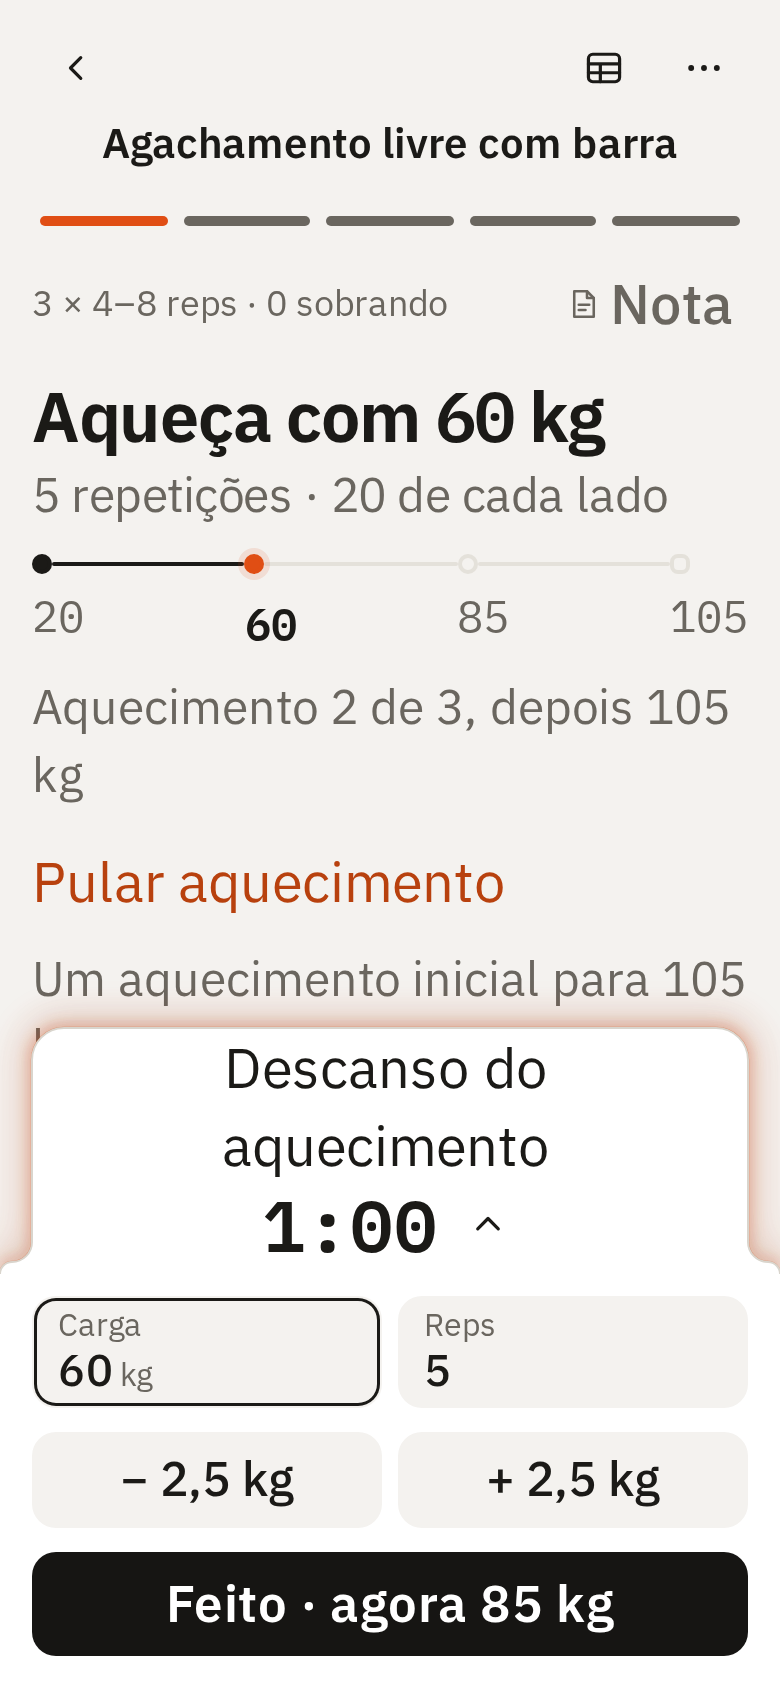 Agachamento livre com barra
3 × 4–8 reps · 0 sobrando
Nota
Aqueça com 60 kg
5 repetições · 20 de cada lado
20 60 85 105
Aquecimento 2 de 3, depois 105
kg
Pular aquecimento
Um aquecimento inicial para 105
Descanso do
aquecimento
1:00
Carga
60 kg
Reps
5
− 2,5 kg
+ 2,5 kg
Feito · agora 85 kg